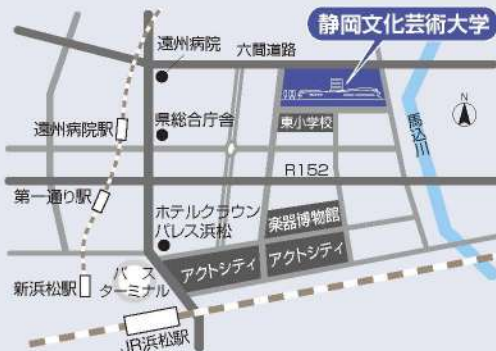 静岡文化芸術大学
遠州病院
六間道路
N
県総合庁舎
東小学校
馬込川
遠州病院駅
R152
第一通り駅
ホテルクラウン
パレス浜松
楽器博物館
アクトシティ
アクトシティ
新浜松駅
バス
ターミナル
JR浜松駅